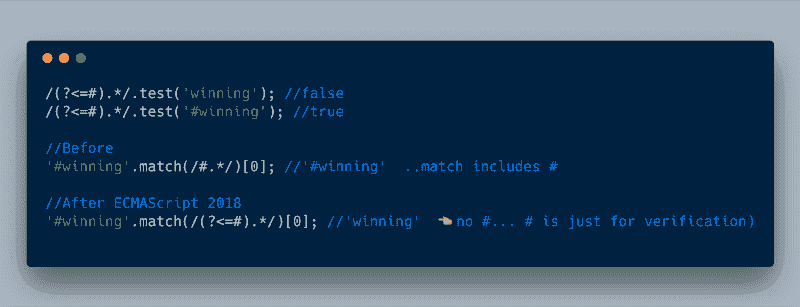 /(?<=#).*/.test('winning'); //false
/(?<=#).*/.test('#winning'); //true
//Before
'#winning'.match(/#.*/)[0]; //'#winning'  ..match includes #
//After ECMAScript 2018
'#winning'.match(/(?<=#).*/)[0]; //'winning'  👈no #... # is just for verification)